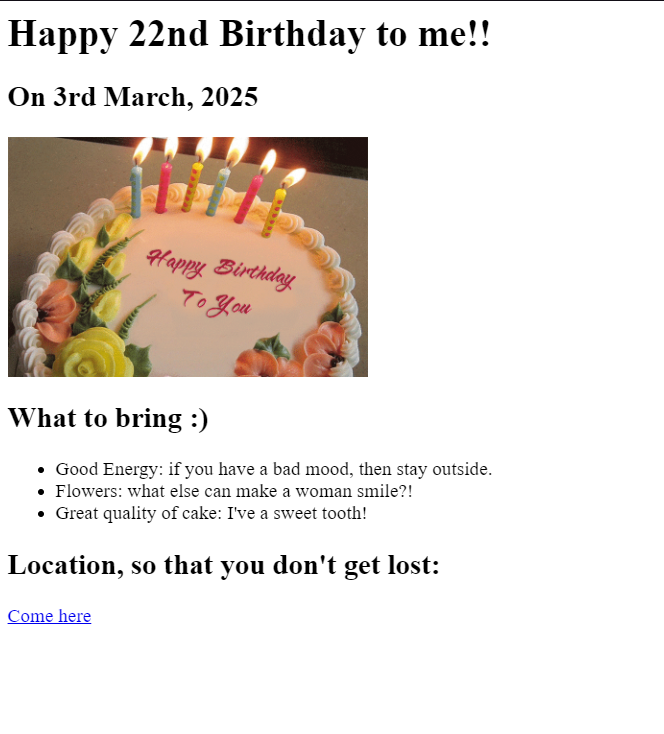 Happy 22nd Birthday to me!!
On 3rd March, 2025
Happy Birthday
To You
What to bring :)
Good Energy: if you have a bad mood, then stay outside.
Flowers: what else can make a woman smile?!
Great quality of cake: I've a sweet tooth!
Location, so that you don't get lost:
Come here